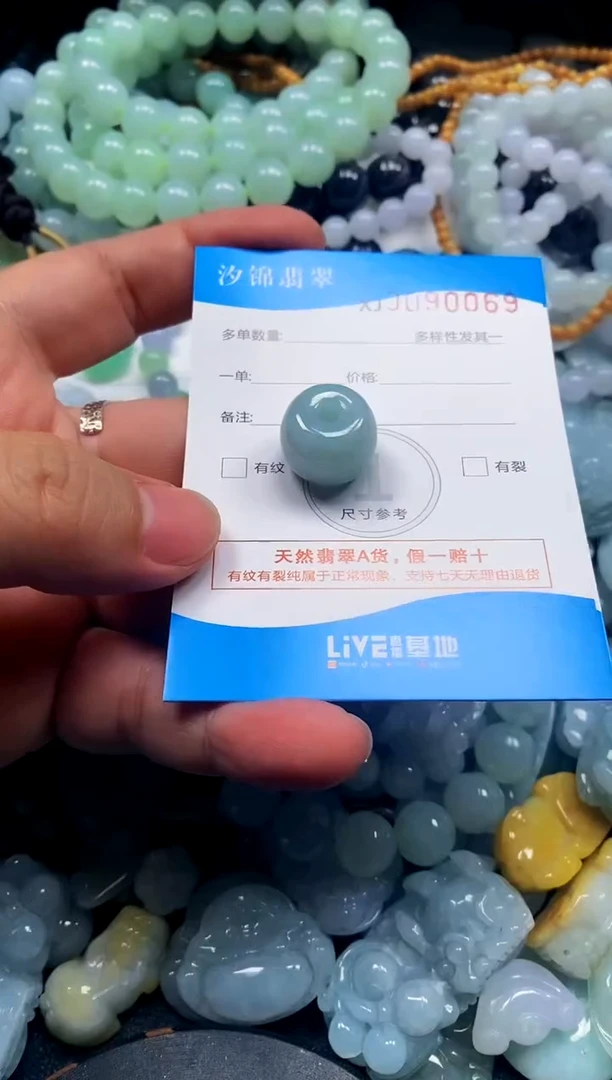 汐锦翡翠
XJJU90069
多单数量:
多样性发其一
一单:
价格:
备注:
有纹
有裂
尺寸参考
天然翡翠A货，假一赔十
有纹有裂纯属于正常现象，支持七天无理由退货
LiVE 基地